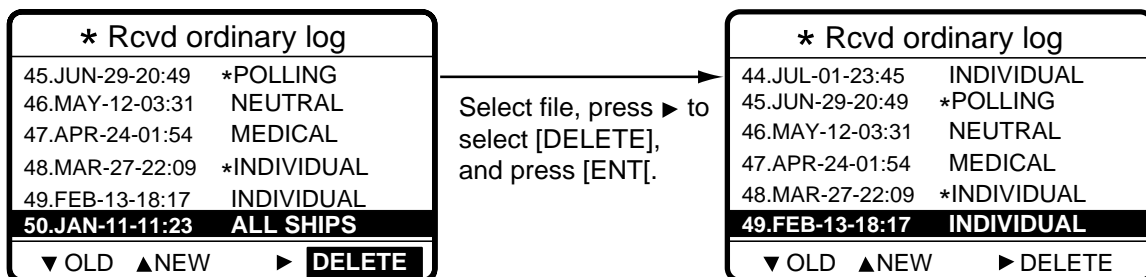 * Rcvd ordinary log
45.JUN-29-20:49 *POLLING
46.MAY-12-03:31 NEUTRAL
47.APR-24-01:54 MEDICAL
48.MAR-27-22:09 *INDIVIDUAL
49.FEB-13-18:17 INDIVIDUAL
50.JAN-11-11:23 ALL SHIPS
▼ OLD ▲NEW ► DELETE
Select file, press ► to
select [DELETE],
and press [ENT[.
* Rcvd ordinary log
44.JUL-01-23:45 INDIVIDUAL
45.JUN-29-20:49 *POLLING
46.MAY-12-03:31 NEUTRAL
47.APR-24-01:54 MEDICAL
48.MAR-27-22:09 *INDIVIDUAL
49.FEB-13-18:17 INDIVIDUAL
▼ OLD ▲NEW ► DELETE